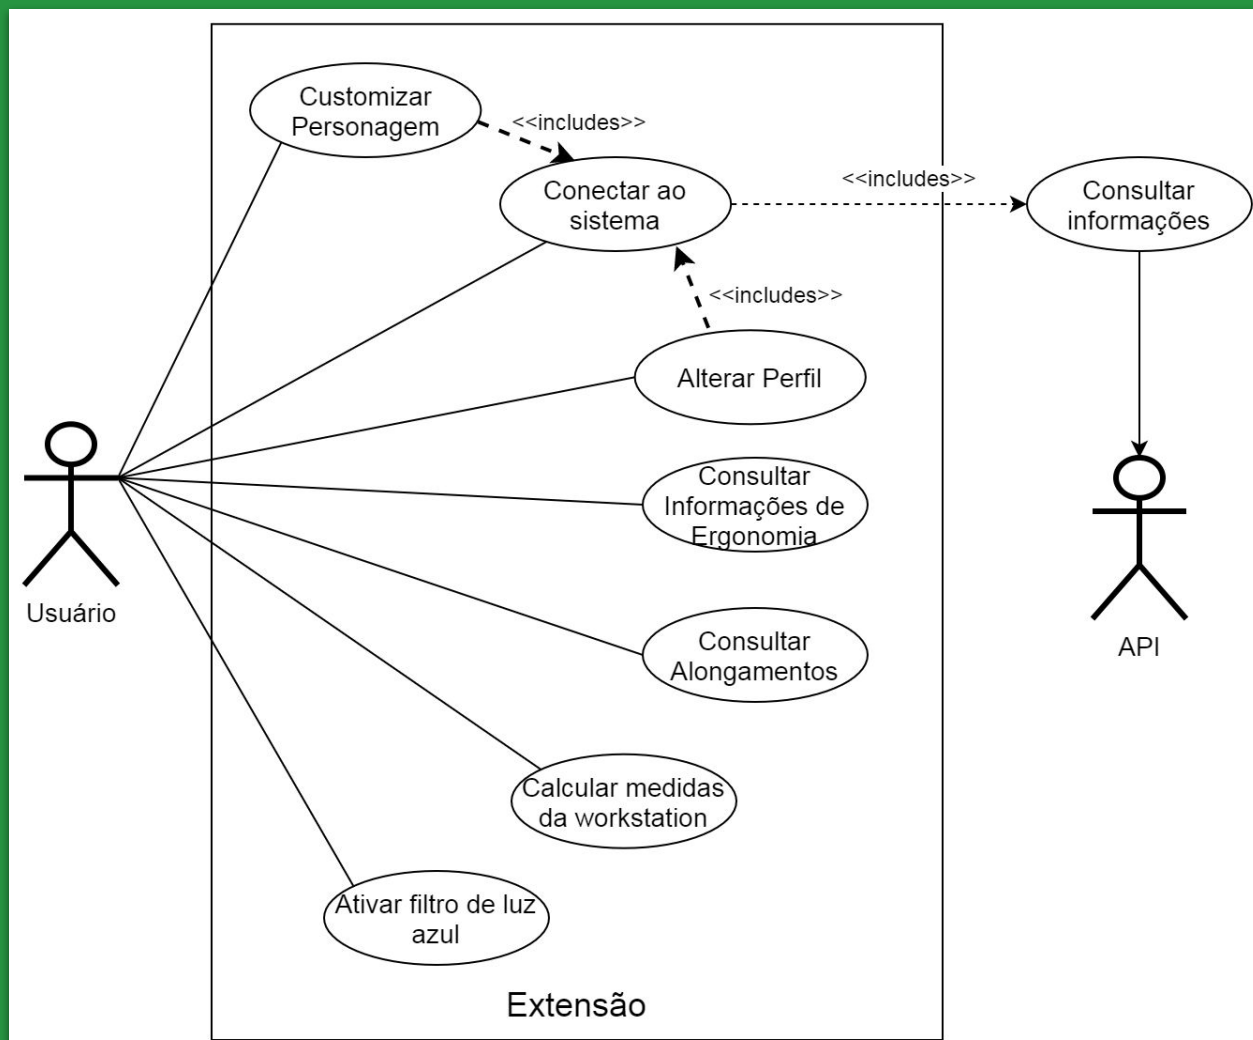 Customizar
Personagem
<<includes>>
Conectar ao
sistema
<<includes>>
Consultar
informações
<<includes>>
Alterar Perfil
Consultar
Informações de
Ergonomia
Usuário
Consultar
Alongamentos
API
Calcular medidas
da workstation
Ativar filtro de luz
azul
Extensão